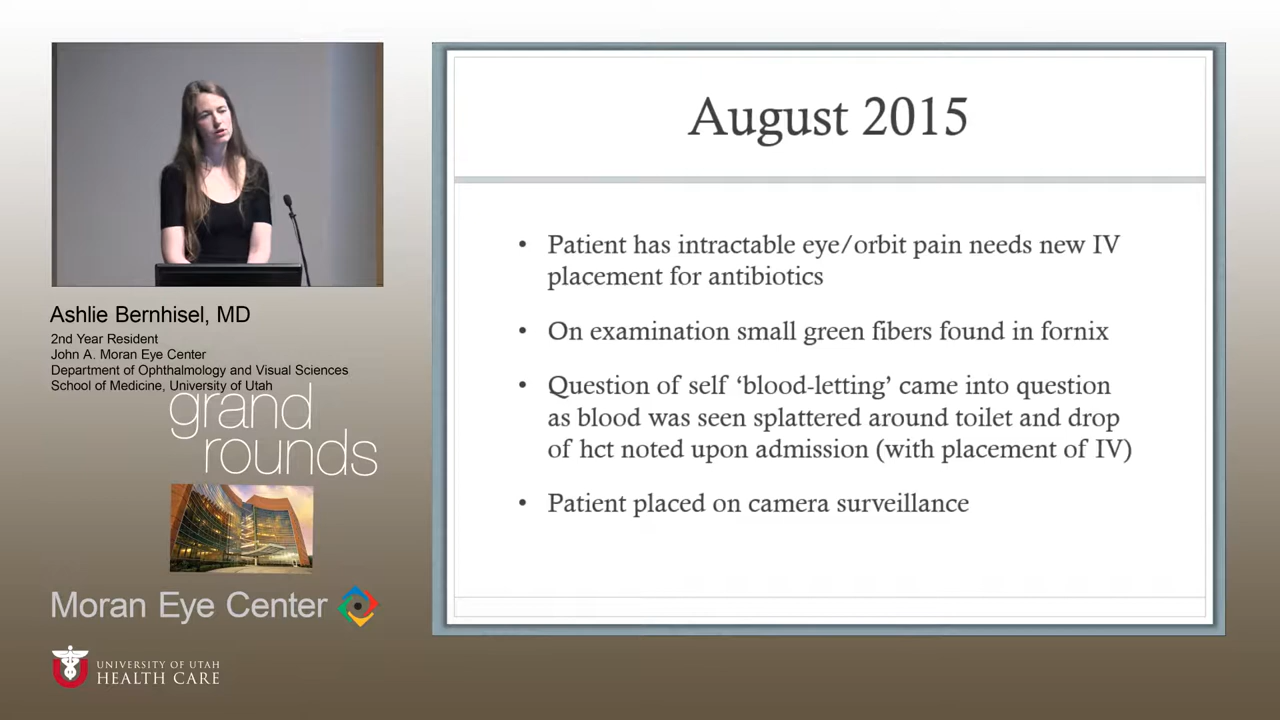 August 2015
• Patient has intractable eye/orbit pain needs new IV
placement for antibiotics
• On examination small green fibers found in fornix
• Question of self ‘blood-letting’ came into question
as blood was seen splattered around toilet and drop
of hct noted upon admission (with placement of IV)
• Patient placed on camera surveillance
Ashlie Bernhisel, MD
2nd Year Resident
John A. Moran Eye Center
Department of Ophthalmology and Visual Sciences
School of Medicine, University of Utah
grand
rounds
Moran Eye Center
UNIVERSITY OF UTAH
HEALTH CARE